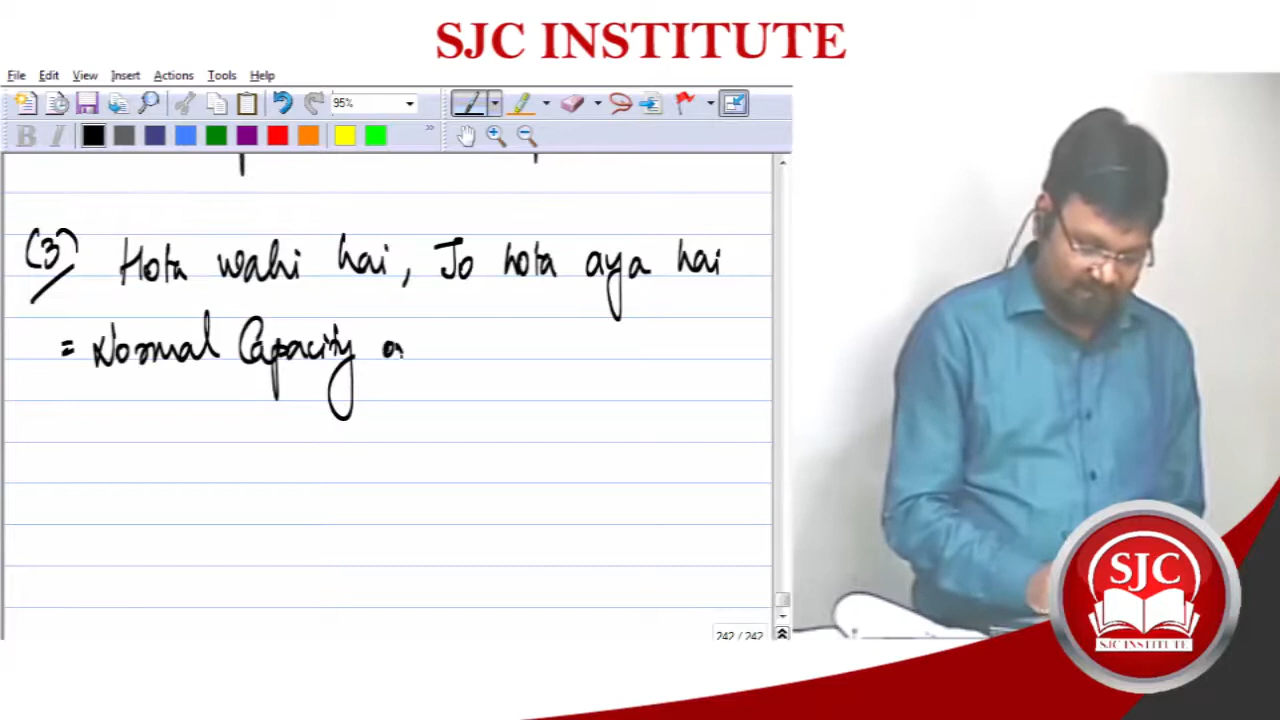 SJC INSTITUTE
File Edit View Insert Actions Tools Help
95%
B I
(3) Hota wahi hai, Jo hota aya hai
= Normal Capacity
242 / 242
SJC
SJC INSTITUTE